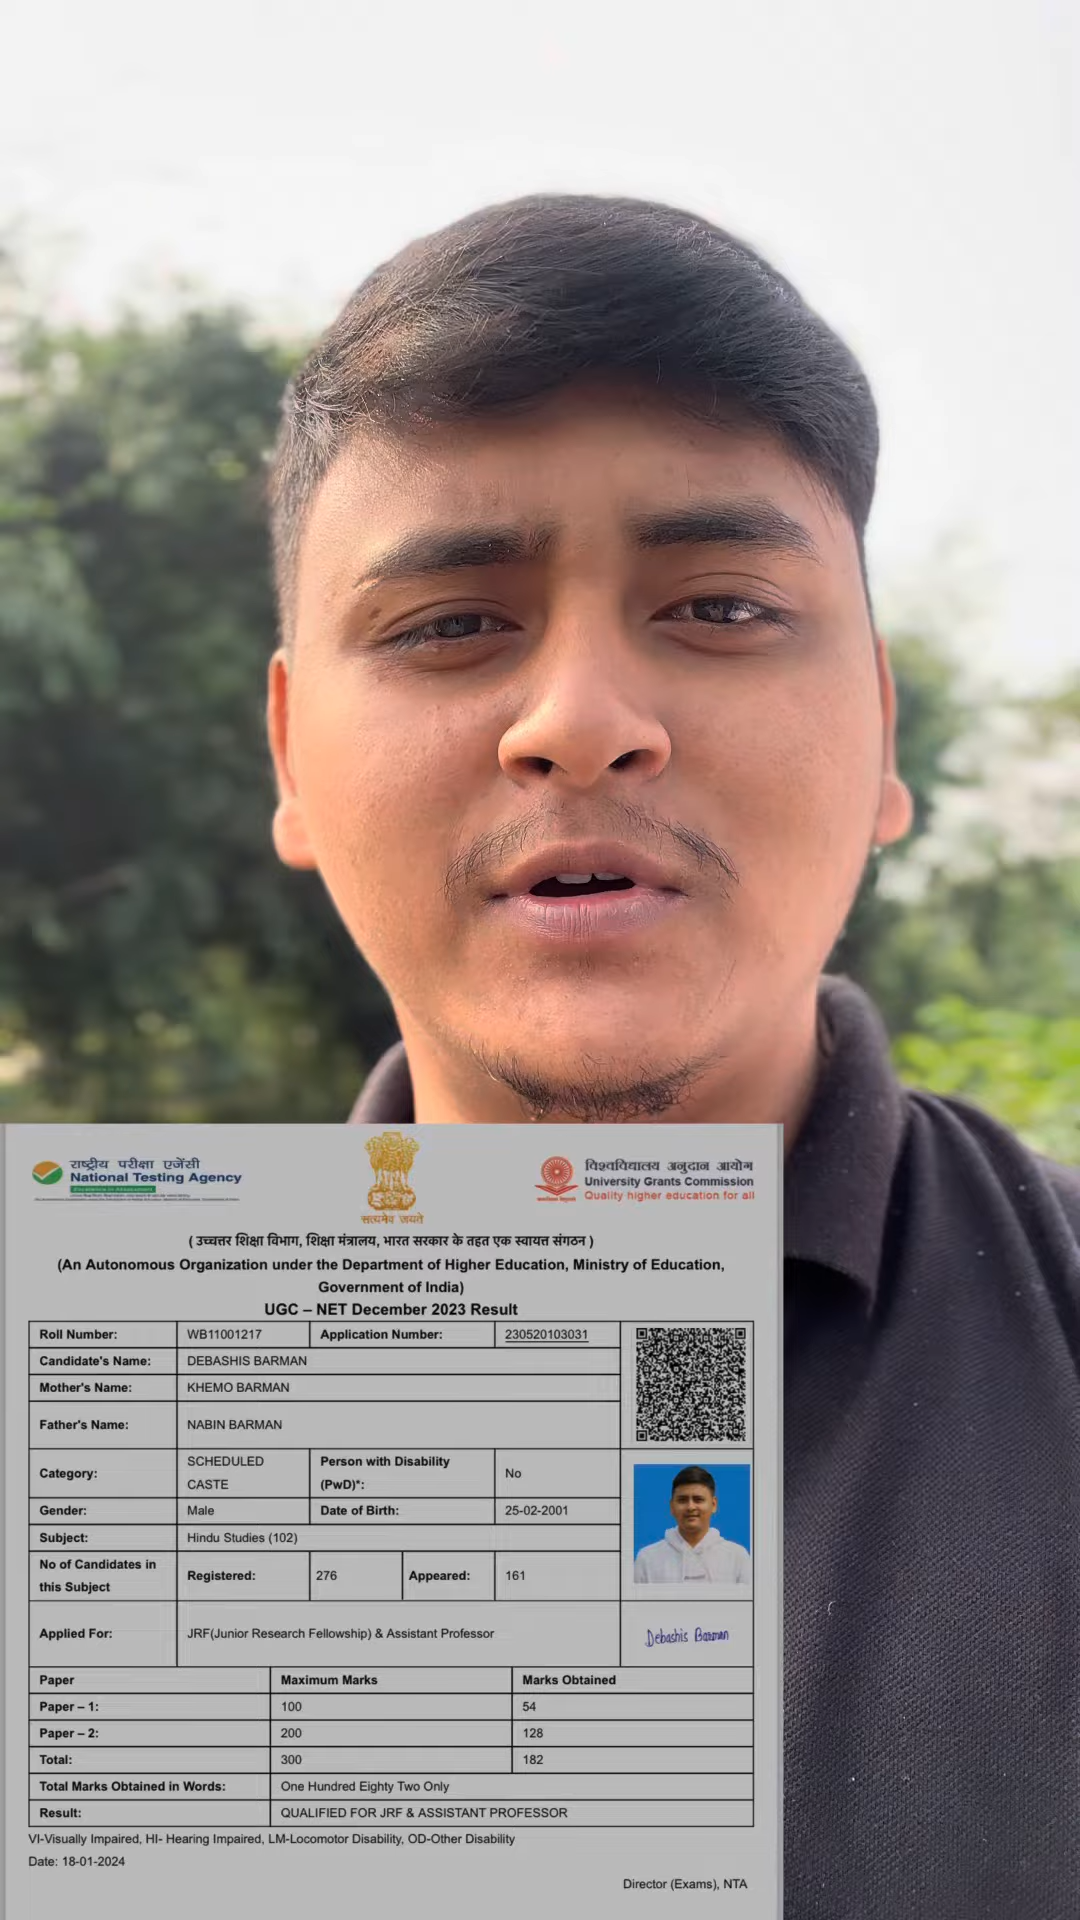 राष्ट्रीय परीक्षा एजेंसी
National Testing Agency
Excellence in Assessment
सत्यमेव जयते
विश्वविद्यालय अनुदान आयोग
University Grants Commission
Quality higher education for all
( उच्चत्तर शिक्षा विभाग, शिक्षा मंत्रालय, भारत सरकार के तहत एक स्वायत्त संगठन )
(An Autonomous Organization under the Department of Higher Education, Ministry of Education,
Government of India)
UGC – NET December 2023 Result
Roll Number: WB11001217 Application Number: 230520103031
Candidate's Name: DEBASHIS BARMAN
Mother's Name: KHEMO BARMAN
Father's Name: NABIN BARMAN
Category: SCHEDULED CASTE Person with Disability (PwD)*: No
Gender: Male Date of Birth: 25-02-2001
Subject: Hindu Studies (102)
No of Candidates in this Subject Registered: 276 Appeared: 161
Applied For: JRF(Junior Research Fellowship) & Assistant Professor
Debashis Barman
Paper Maximum Marks Marks Obtained
Paper – 1: 100 54
Paper – 2: 200 128
Total: 300 182
Total Marks Obtained in Words: One Hundred Eighty Two Only
Result: QUALIFIED FOR JRF & ASSISTANT PROFESSOR
VI-Visually Impaired, HI- Hearing Impaired, LM-Locomotor Disability, OD-Other Disability
Date: 18-01-2024
Director (Exams), NTA